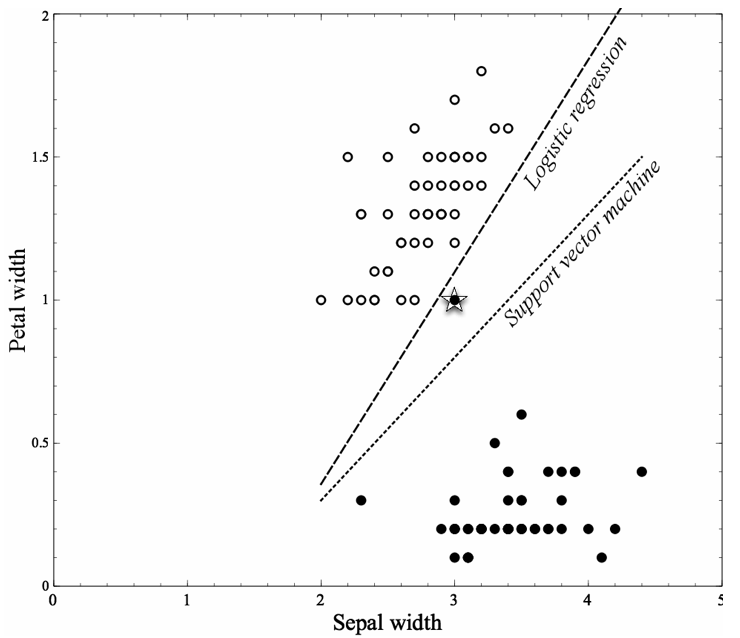 2
1.5
1
0.5
0
0
1
2
3
4
5
Petal width
Sepal width
Logistic regression
Support vector machine